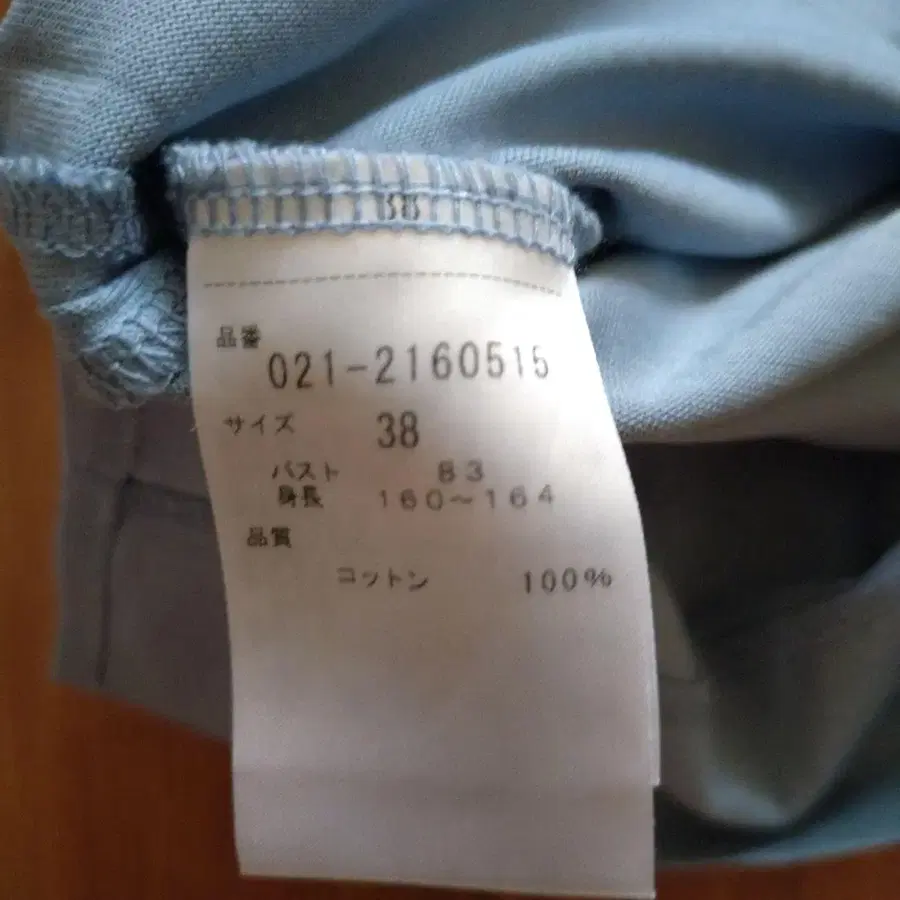 38
品番
021-2160515
サイズ 38
バスト 83
身長 160~164
品質
コットン 100%